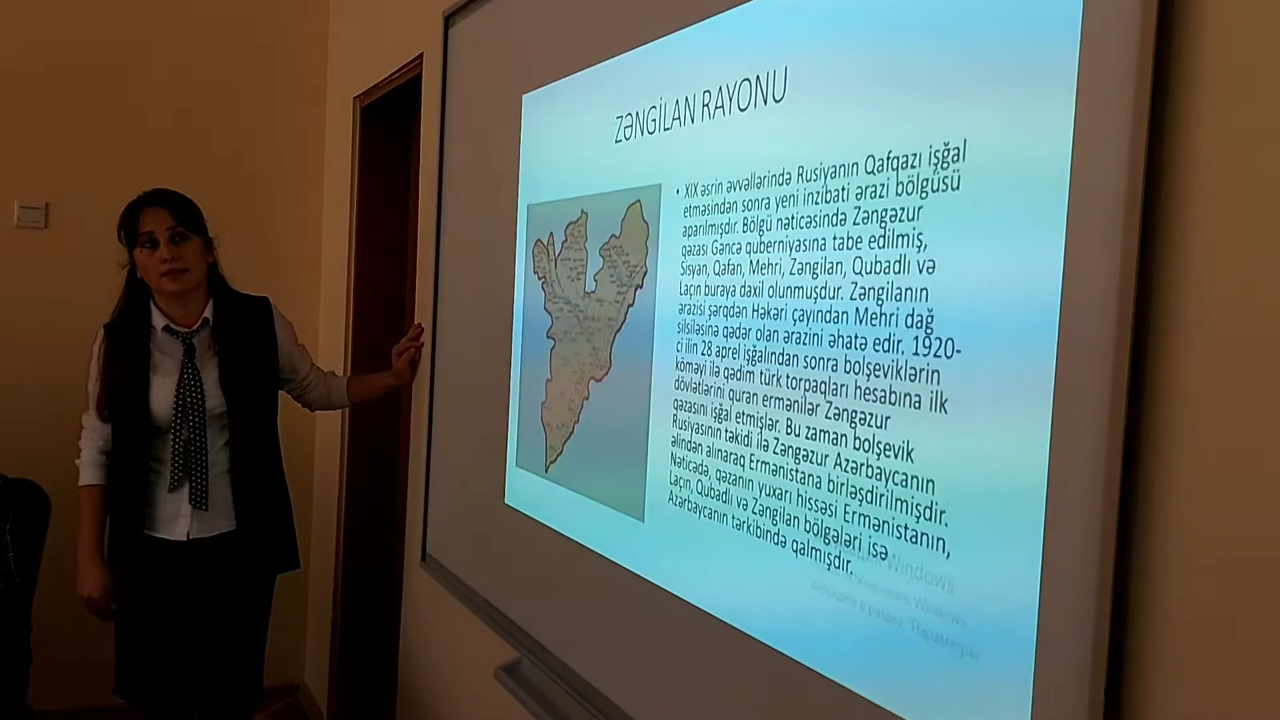 ZƏNGİLAN RAYONU
• XIX əsrin əvvəllərində Rusiyanın Qafqazı işğal
etməsindən sonra yeni inzibati ərazi bölgüsü
aparılmışdır. Bölgü nəticəsində Zəngəzur
qəzası Gəncə quberniyasına tabe edilmiş,
Sisyan, Qafan, Mehri, Zəngilan, Qubadlı və
Laçın buraya daxil olunmuşdur. Zəngilanın
ərazisi şərqdən Həkəri çayından Mehri dağ
silsiləsinə qədər olan ərazini əhatə edir. 1920-
ci ilin 28 aprel işğalından sonra bolşeviklərin
köməyi ilə qədim türk torpaqları hesabına ilk
dövlətlərini quran ermənilər Zəngəzur
qəzasını işğal etmişlər. Bu zaman bolşevik
Rusiyasının təkidi ilə Zəngəzur Azərbaycanın
əlindən alınaraq Ermənistana birləşdirilmişdir.
Nəticədə, qəzanın yuxarı hissəsi Ermənistanın,
Laçın, Qubadlı və Zəngilan bölgələri isə
Azərbaycanın tərkibində qalmışdır.
Windows
Windows,
в раздел "Параметры